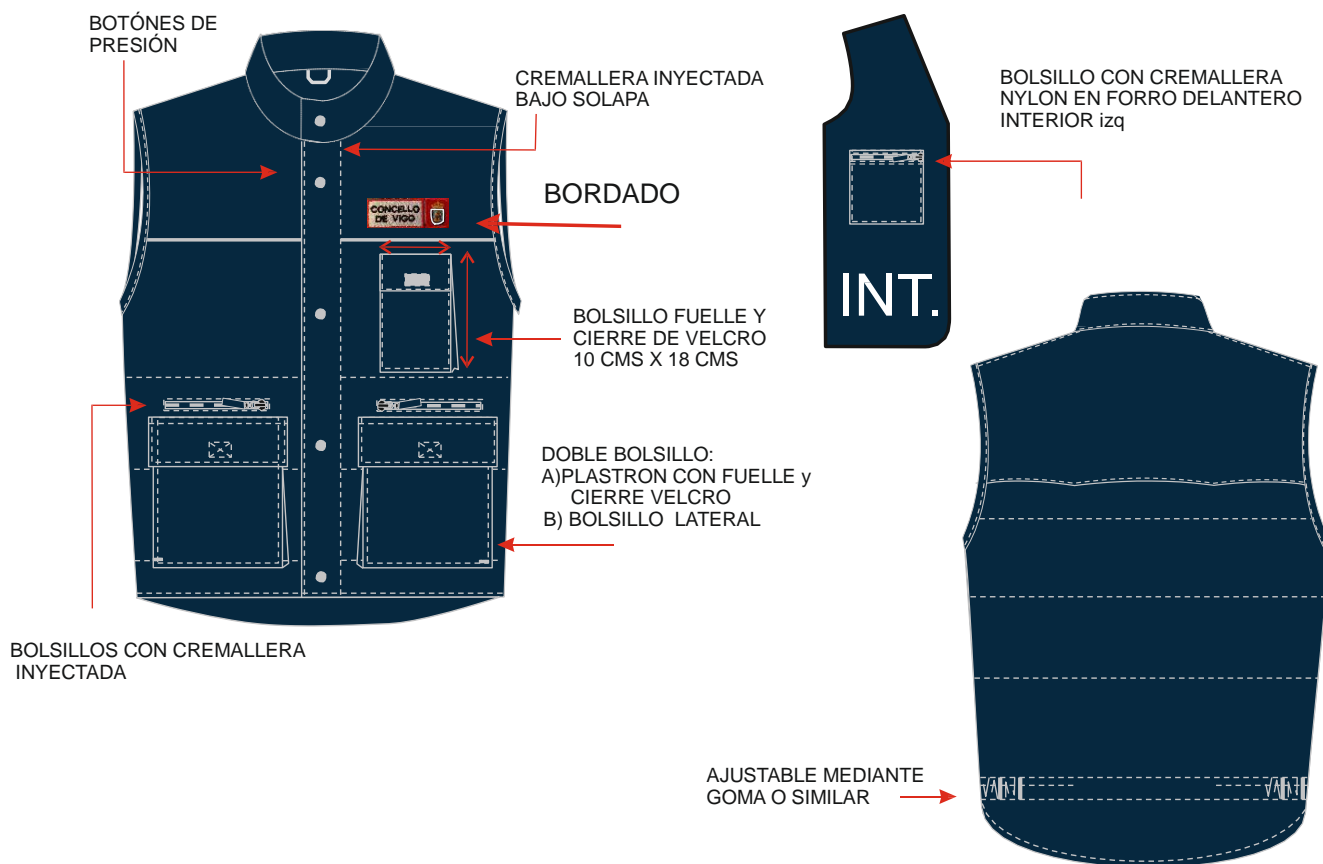 BOTÓNES DE
PRESIÓN
CREMALLERA INYECTADA
BAJO SOLAPA
BOLSILLO CON CREMALLERA
NYLON EN FORRO DELANTERO
INTERIOR izq
CONCELLO
DE VIGO
BORDADO
INT.
BOLSILLO FUELLE Y
CIERRE DE VELCRO
10 CMS X 18 CMS
DOBLE BOLSILLO:
A)PLASTRON CON FUELLE y
CIERRE VELCRO
B) BOLSILLO LATERAL
BOLSILLOS CON CREMALLERA
INYECTADA
AJUSTABLE MEDIANTE
GOMA O SIMILAR